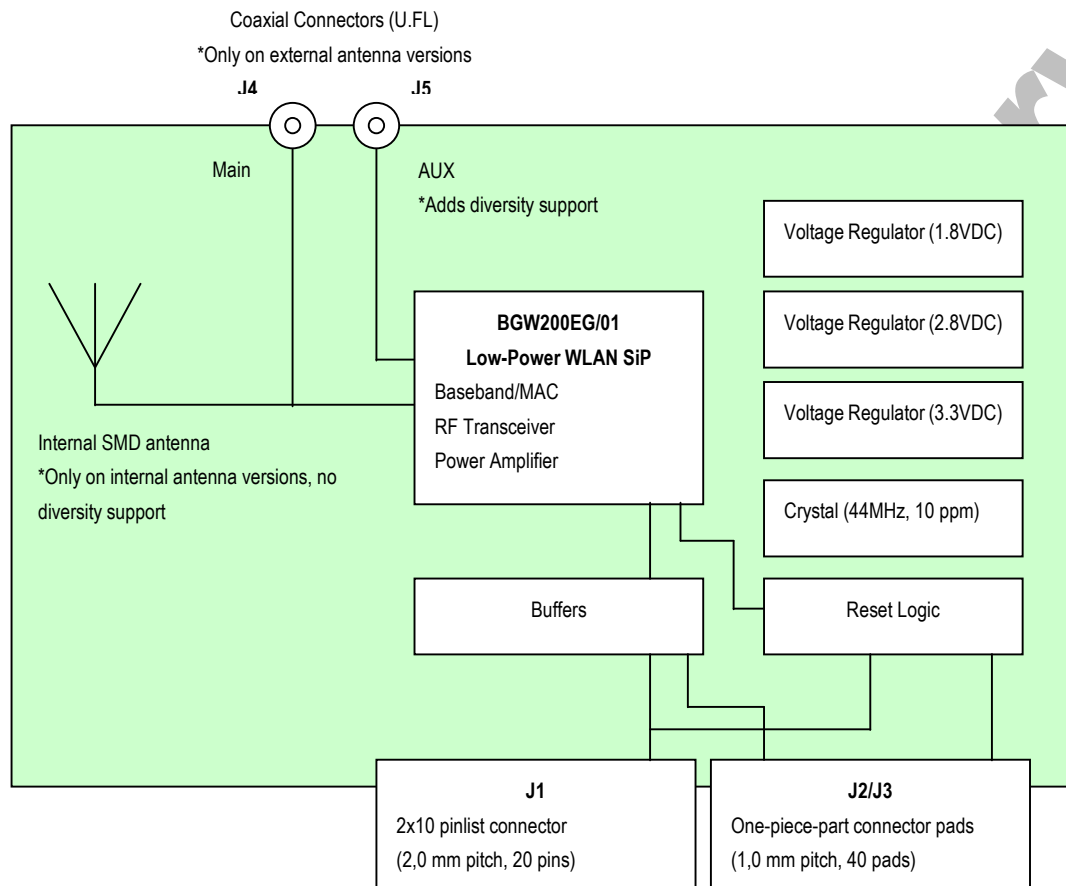 Coaxial Connectors (U.FL)
*Only on external antenna versions
J4
J5
Main
AUX
*Adds diversity support
Voltage Regulator (1.8VDC)
BGW200EG/01
Low-Power WLAN SiP
Baseband/MAC
RF Transceiver
Power Amplifier
Voltage Regulator (2.8VDC)
Voltage Regulator (3.3VDC)
Internal SMD antenna
*Only on internal antenna versions, no
diversity support
Crystal (44MHz, 10 ppm)
Buffers
Reset Logic
J1
2x10 pinlist connector
(2,0 mm pitch, 20 pins)
J2/J3
One-piece-part connector pads
(1,0 mm pitch, 40 pads)